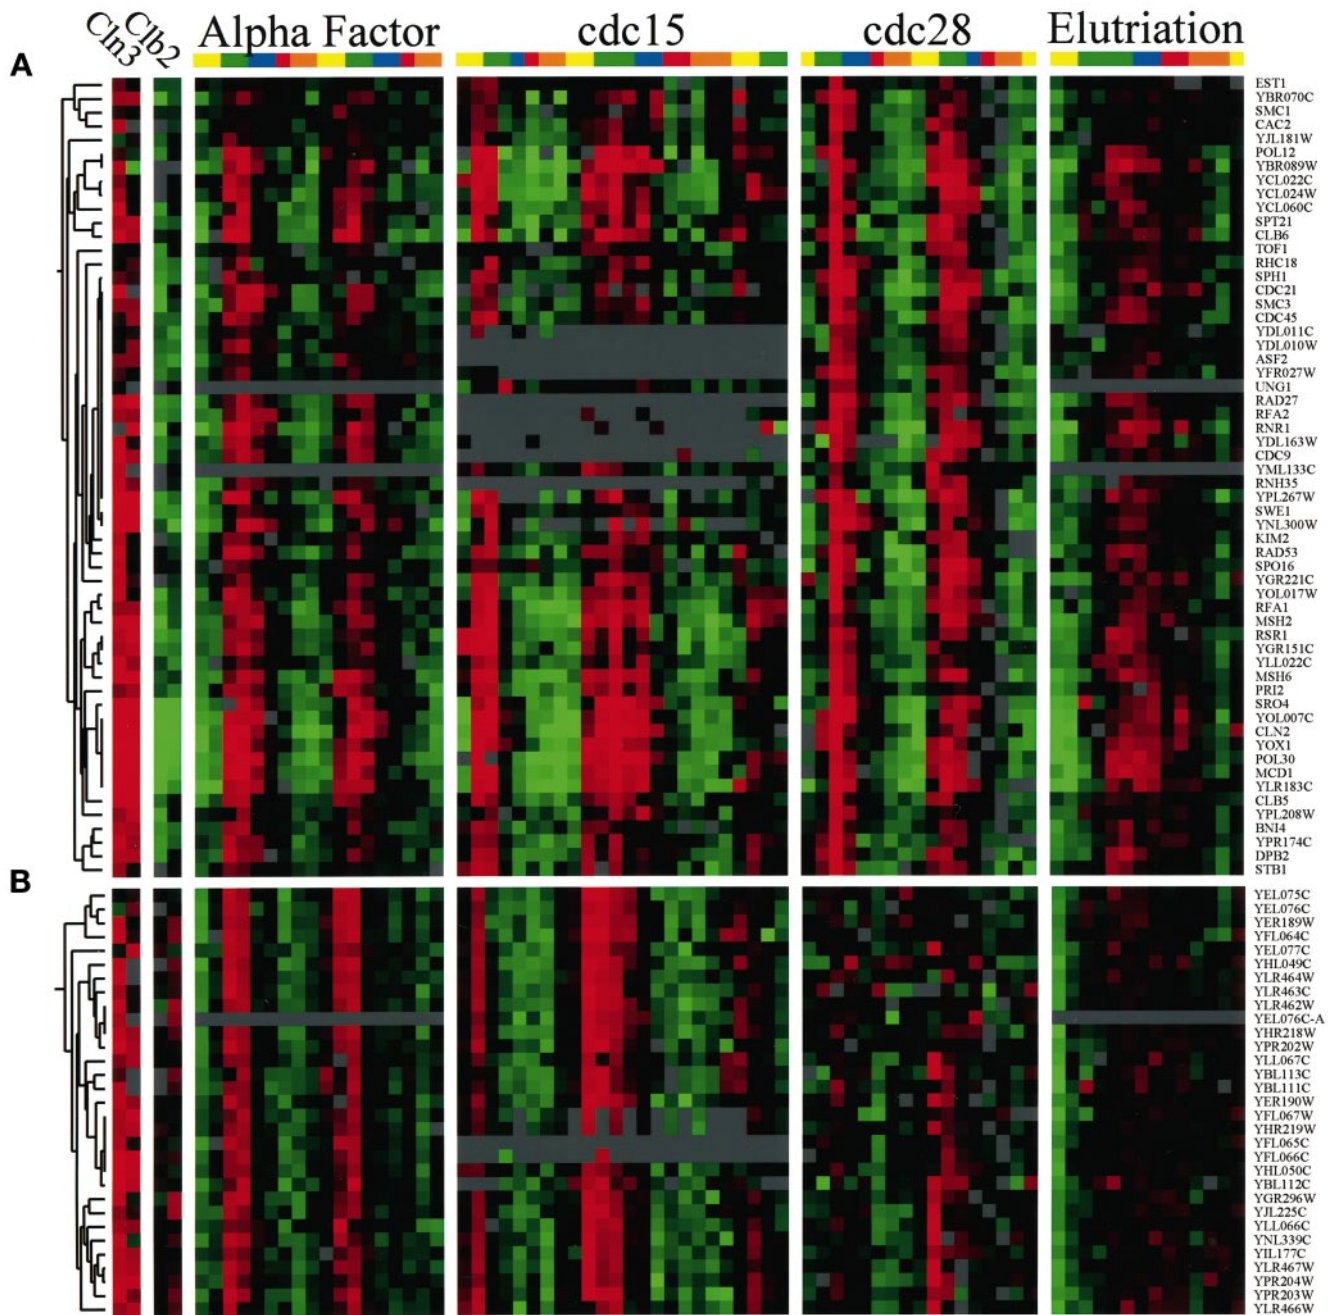 Cln3 Clb2 Alpha Factor cdc15 cdc28 Elutriation
A
EST1
YBR070C
SMC1
CAC2
YJL181W
POL12
YBR089W
YCL022C
YCL024W
YCL060C
SPT21
CLB6
TOF1
RHC18
SPH1
CDC21
SMC3
CDC45
YDL011C
YDL010W
ASF2
YFR027W
UNG1
RAD27
RFA2
RNR1
YDL163W
CDC9
YML133C
RNH35
YPL267W
SWE1
YNL300W
KIM2
RAD53
SPO16
YGR221C
YOL017W
RFA1
MSH2
RSR1
YGR151C
YLL022C
MSH6
PRI2
SRO4
YOL007C
CLN2
YOX1
POL30
MCD1
YLR183C
CLB5
YPL208W
BNI4
YPR174C
DPB2
STB1
B
YEL075C
YEL076C
YER189W
YFL064C
YEL077C
YHL049C
YLR464W
YLR463C
YLR462W
YEL076C-A
YHR218W
YPR202W
YLL067C
YBL113C
YBL111C
YER190W
YFL067W
YHR219W
YFL065C
YFL066C
YHL050C
YBL112C
YGR296W
YJL225C
YLL066C
YNL339C
YIL177C
YLR467W
YPR204W
YPR203W
YLR466W